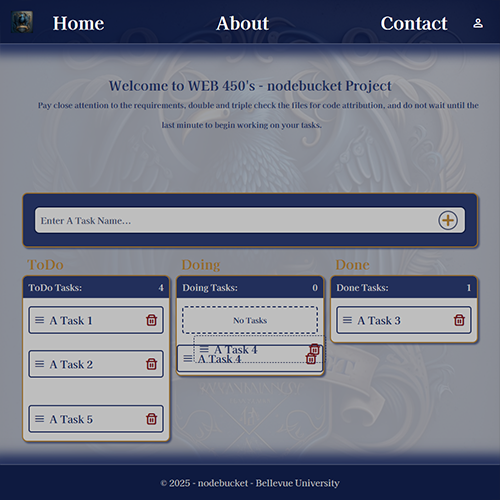 Home
About
Contact
Welcome to WEB 450's - nodebucket Project
Pay close attention to the requirements, double and triple check the files for code attribution, and do not wait until the
last minute to begin working on your tasks.
Enter A Task Name...
ToDo
Doing
Done
ToDo Tasks: 4
Doing Tasks: 0
Done Tasks: 1
A Task 1
No Tasks
A Task 3
A Task 4
A Task 4
A Task 2
A Task 5
© 2025 - nodebucket - Bellevue University